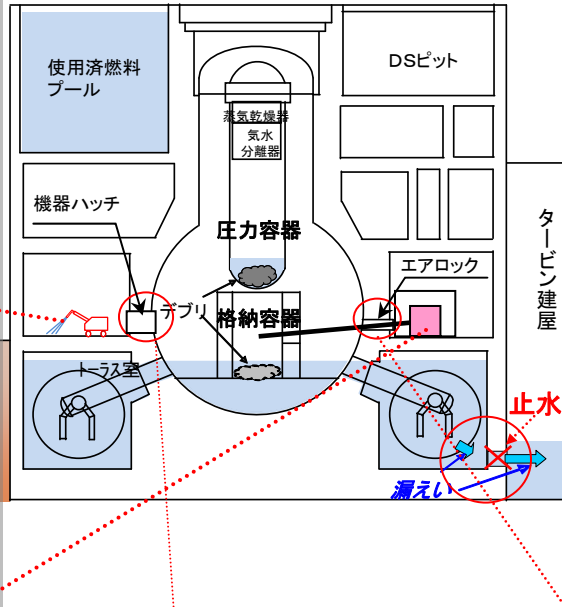 使用済燃料
プール
DSピット
蒸気乾燥器
気水
分離器
機器ハッチ
圧力容器
エアロック
タービン建屋
デブリ
格納容器
トーラス室
止水
漏えい